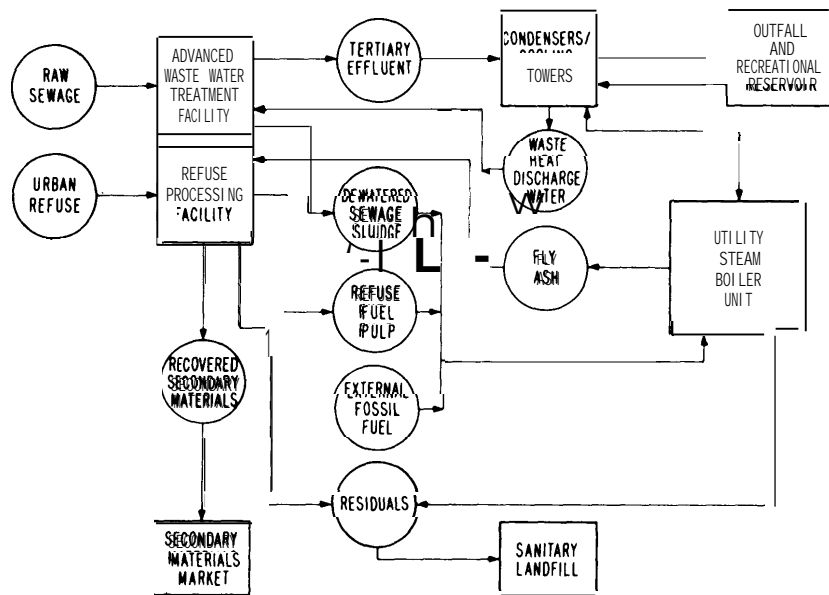 RAW
SEWAGE
ADVANCED
WASTE WATER
TREATMENT
FACILITY
TERTIARY
EFFLUENT
CONDENSERS/
COOLING
TOWERS
OUTFALL
AND
RECREATIONAL
RESERVOIR
URBAN
REFUSE
REFUSE
PROCESSING
FACILITY
DEWATERED
SEWAGE
SLUDGE
WASTE
HEAT
DISCHARGE
WATER
FLY
ASH
UTILITY
STEAM
BOILER
UNIT
REFUSE
FUEL
PULP
RECOVERED
SECONDARY
MATERIALS
EXTERNAL
FOSSIL
FUEL
RESIDUALS
SECONDARY
MATERIALS
MARKET
SANITARY
LANDFILL